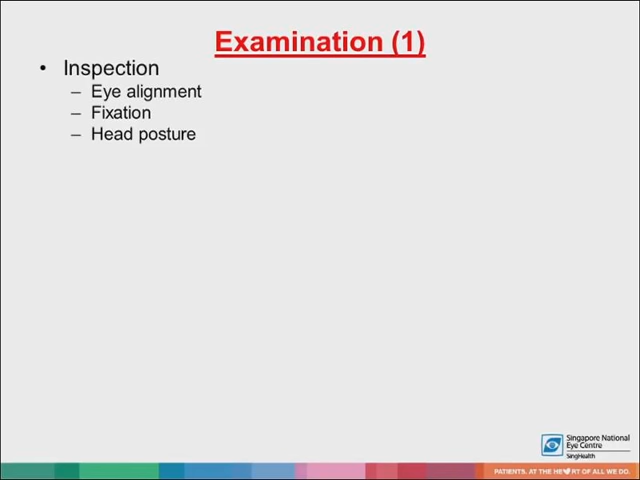 Examination (1)
• Inspection
– Eye alignment
– Fixation
– Head posture
Singapore National
Eye Centre
SingHealth
PATIENTS. AT THE HE♥RT OF ALL WE DO.